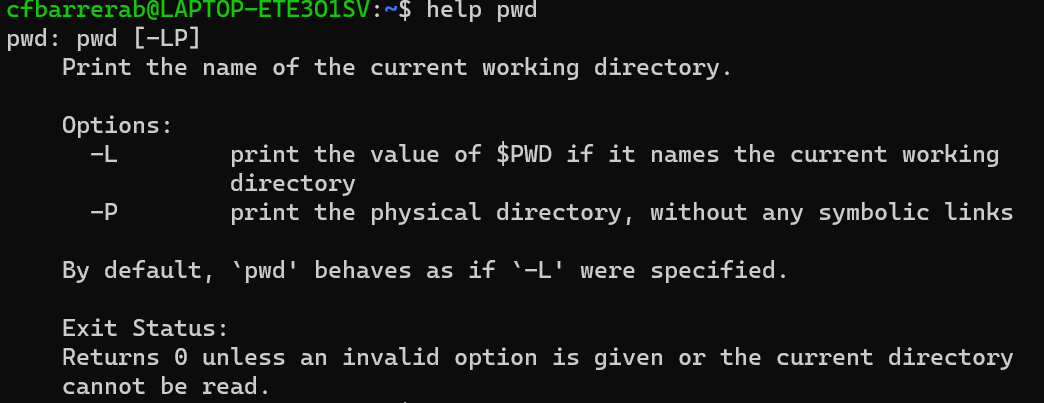 cfbarrerab@LAPTOP-ETE3O1SV:~$ help pwd
pwd: pwd [-LP]
    Print the name of the current working directory.

    Options:
      -L        print the value of $PWD if it names the current working
                directory
      -P        print the physical directory, without any symbolic links

    By default, `pwd' behaves as if `-L' were specified.

    Exit Status:
    Returns 0 unless an invalid option is given or the current directory
    cannot be read.